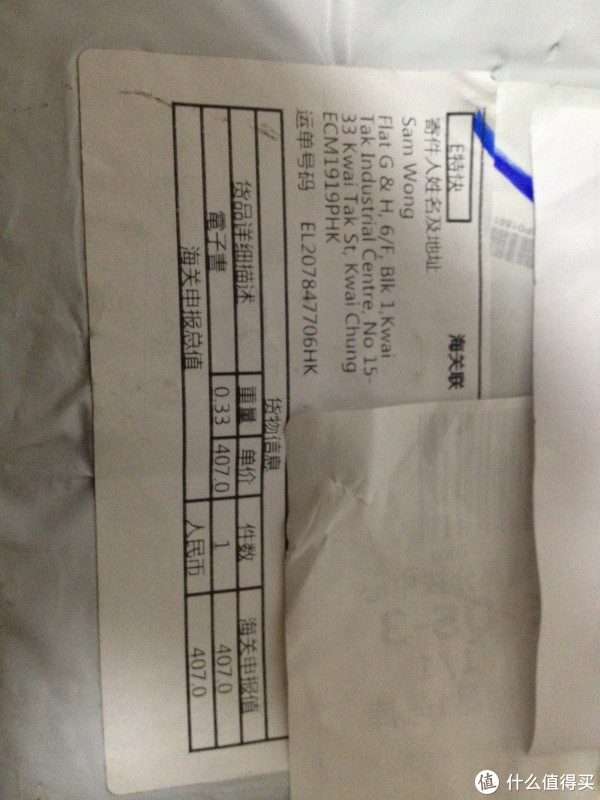 E特快
海关联
寄件人姓名及地址
Sam Wong
Flat G & H, 6/F, Blk 1,Kwai
Tak Industrial Centre, No 15-
33 Kwai Tak St, Kwai Chung
ECM1919PHK
运单号码 EL207847706HK
货物信息
货品详细描述 重量 单价 件数 海关申报值
電子書 0.33 407.0 1 407.0
海关申报总值 人民币 407.0
值 什么值得买